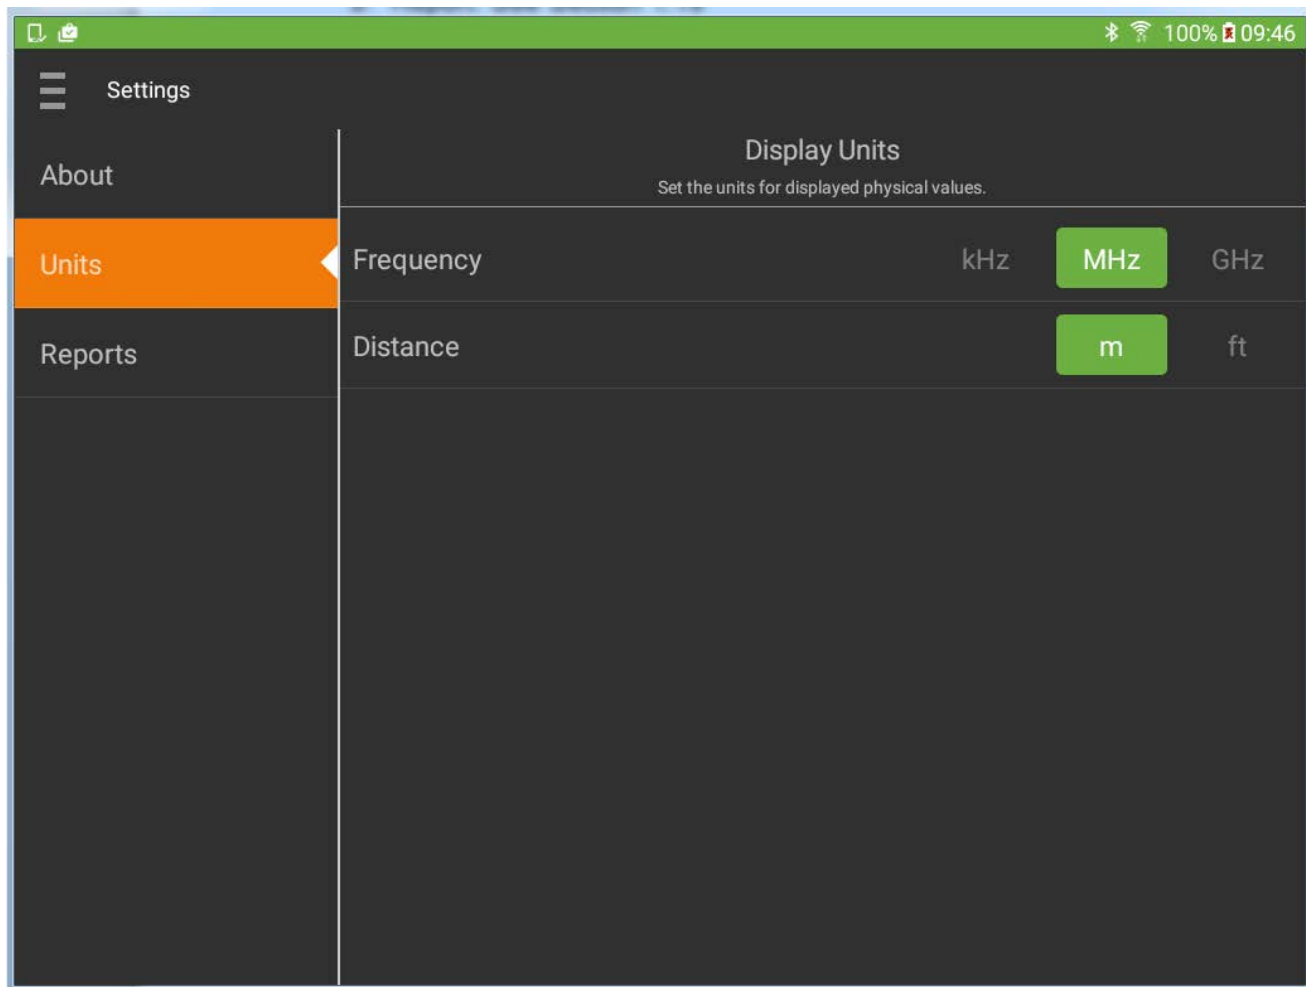 100% 09:46
Settings
About
Units
Reports
Display Units
Set the units for displayed physical values.
Frequency kHz MHz GHz
Distance m ft